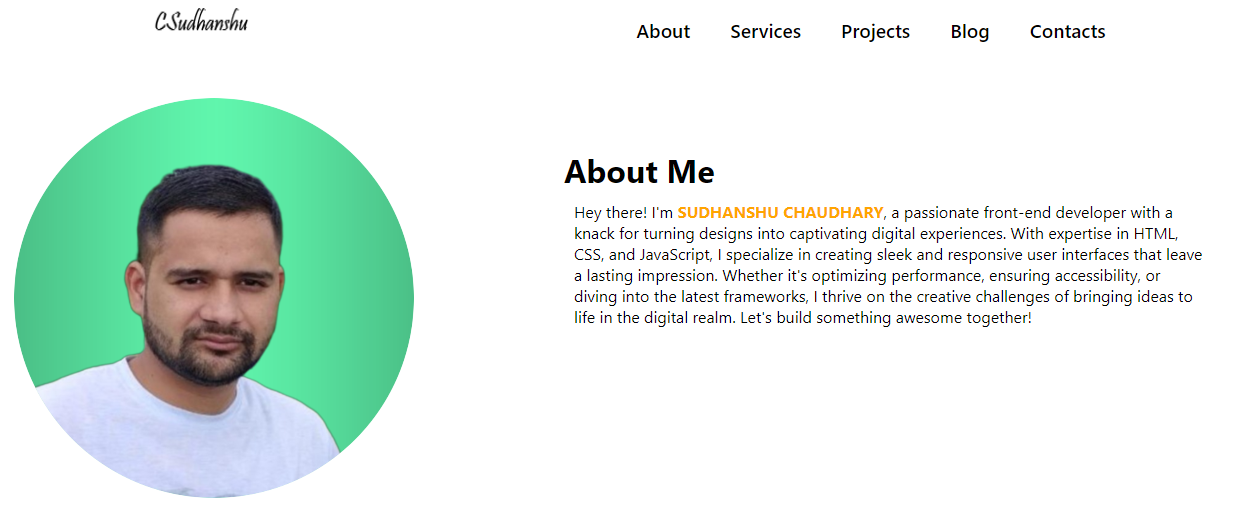 CSudhanshu
About Services Projects Blog Contacts
About Me
Hey there! I'm SUDHANSHU CHAUDHARY, a passionate front-end developer with a
knack for turning designs into captivating digital experiences. With expertise in HTML,
CSS, and JavaScript, I specialize in creating sleek and responsive user interfaces that leave
a lasting impression. Whether it's optimizing performance, ensuring accessibility, or
diving into the latest frameworks, I thrive on the creative challenges of bringing ideas to
life in the digital realm. Let's build something awesome together!